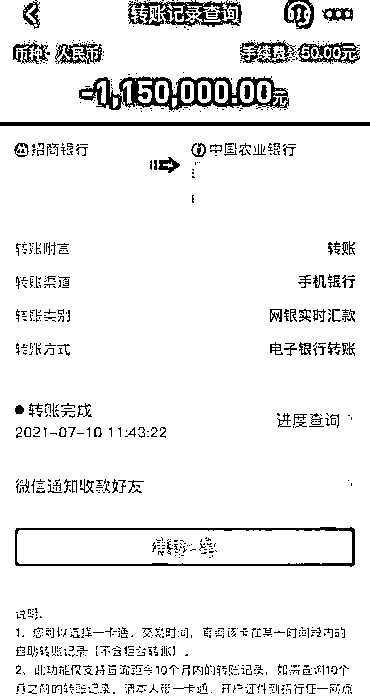 转账记录查询
币种：人民币 手续费：50.00元
-1,150,000.00元
招商银行 中国农业银行
转账附言 转账
转账渠道 手机银行
转账类别 网银实时汇款
转账方式 电子银行转账
转账完成
2021-07-10 11:43:22 进度查询
微信通知收款好友
说明：
1、您可以选择一卡通、交易时间，查询该卡在某一时间段内的
自助转账记录（不含柜台转账）。
2、此功能仅支持查询距今10个月内的转账记录，如需查询10个
月之前的转账记录，请本人带一卡通、开户证件到招行任一网点